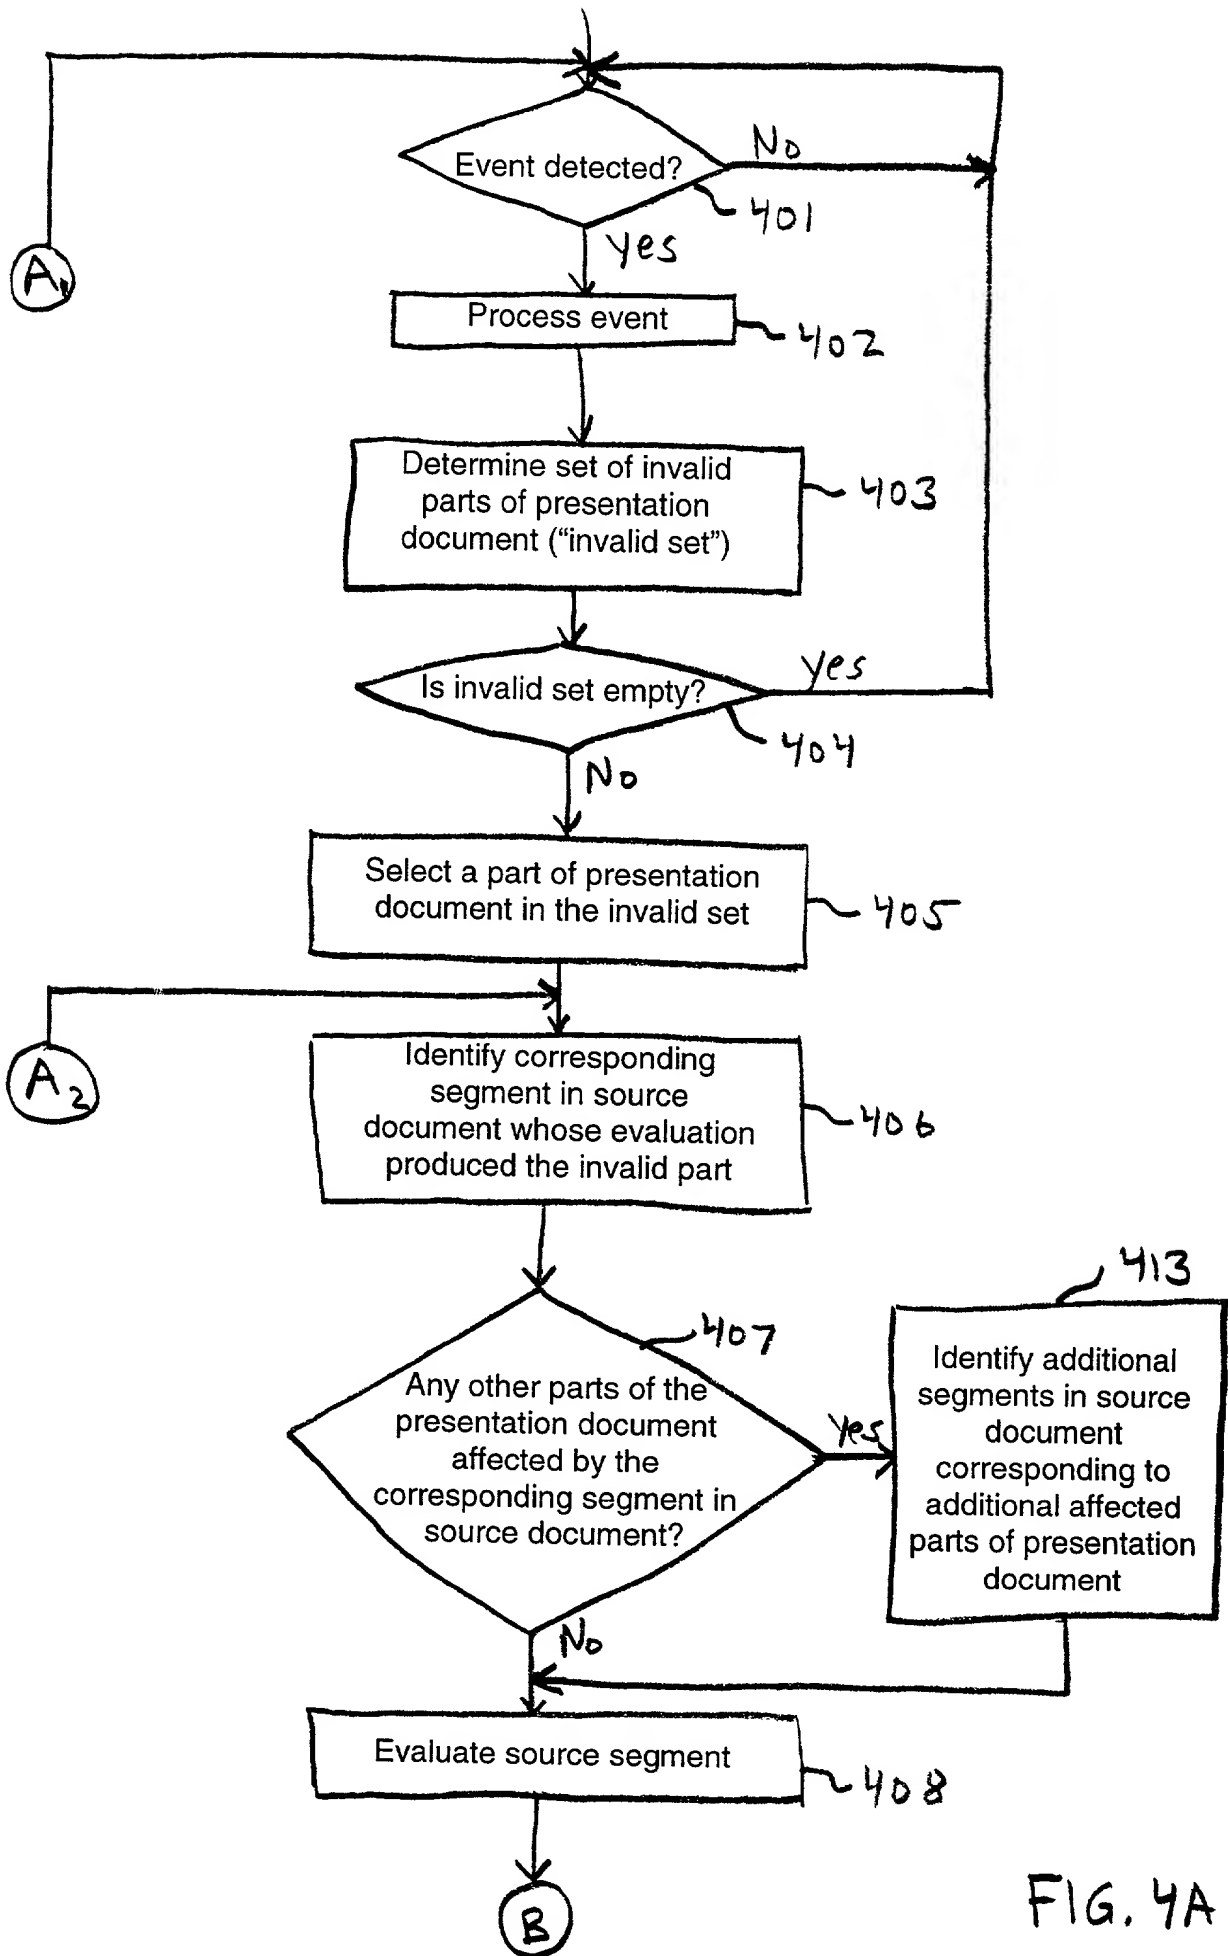 Event detected?
No
401
yes
A1
Process event
402
Determine set of invalid
parts of presentation
document (“invalid set”)
403
Is invalid set empty?
yes
404
No
Select a part of presentation
document in the invalid set
405
A2
Identify corresponding
segment in source
document whose evaluation
produced the invalid part
406
413
407
Any other parts of the
presentation document
affected by the
corresponding segment in
source document?
Yes
Identify additional
segments in source
document
corresponding to
additional affected
parts of presentation
document
No
Evaluate source segment
408
B
FIG. 4A